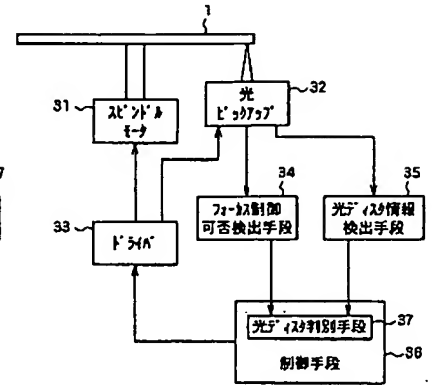 1
31
スピンドル
モータ
光
ピックアップ
32
7
33
ドライバ
34
フォーカス制御
可否検出手段
35
光ディスク情報
検出手段
光ディスク判別手段
37
制御手段
36